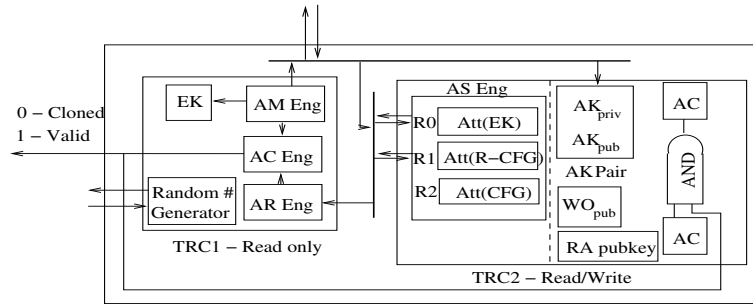 0 − Cloned
1 − Valid
EK
AM Eng
AC Eng
Random #
Generator
AR Eng
TRC1 − Read only
AS Eng
R0
Att(EK)
R1
Att(R−CFG)
R2
Att(CFG)
AK priv
AK pub
AK Pair
WO pub
RA pubkey
AC
AND
AC
TRC2 − Read/Write